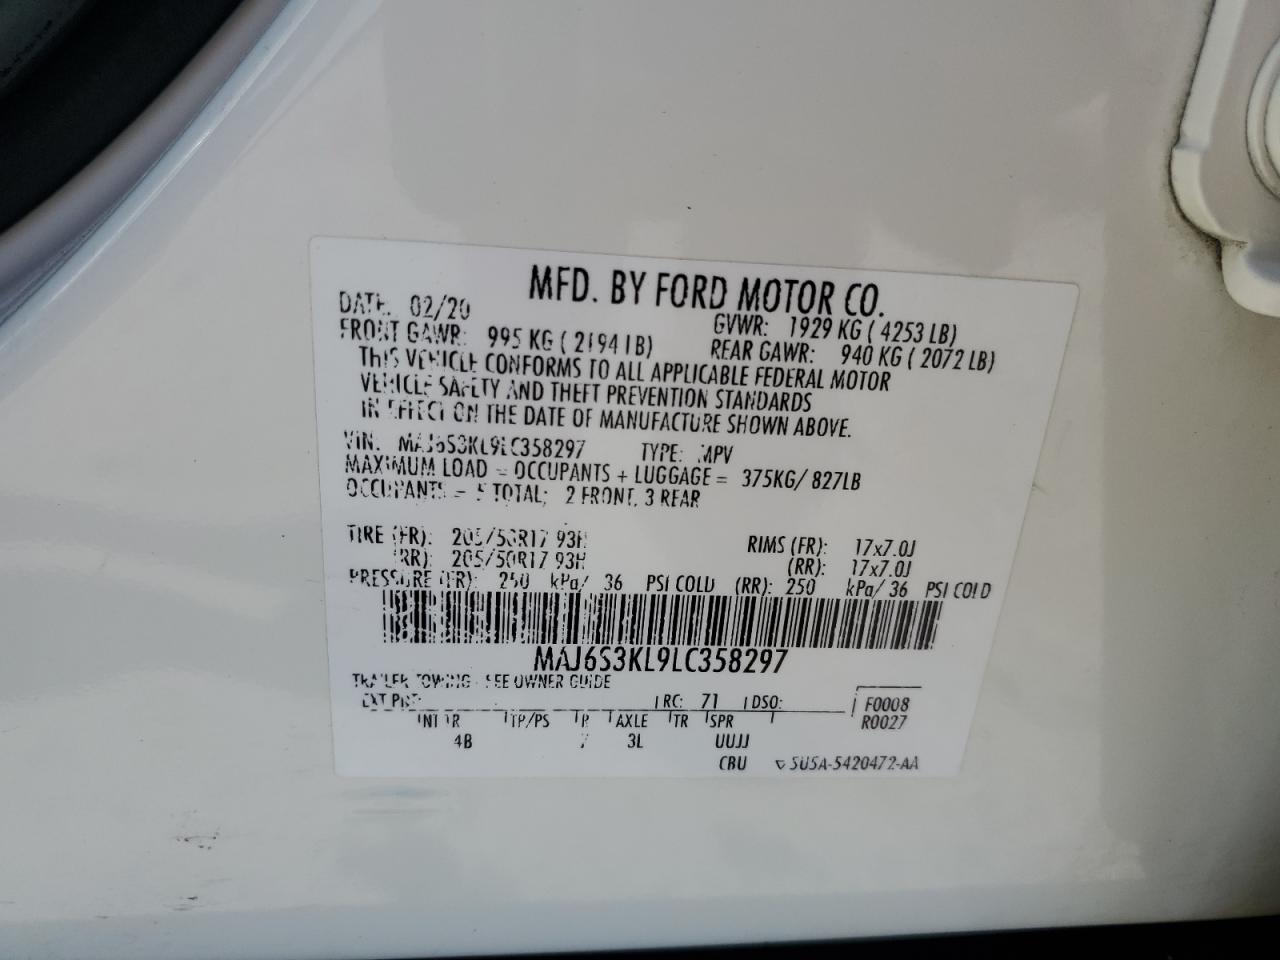 MFD. BY FORD MOTOR CO.
DATE: 02/20 GVWR: 1929 KG ( 4253 LB)
FRONT GAWR: 995 KG ( 2194 LB) REAR GAWR: 940 KG ( 2072 LB)
THIS VEHICLE CONFORMS TO ALL APPLICABLE FEDERAL MOTOR
VEHICLE SAFETY AND THEFT PREVENTION STANDARDS
IN EFFECT ON THE DATE OF MANUFACTURE SHOWN ABOVE.
VIN: MAJ6S3KL9LC358297 TYPE: MPV
MAXIMUM LOAD = OCCUPANTS + LUGGAGE = 375KG/ 827LB
OCCUPANTS = 5 TOTAL; 2 FRONT, 3 REAR
TIRE (FR): 205/50R17 93H RIMS (FR): 17x7.0J
(RR): 205/50R17 93H (RR): 17x7.0J
PRESSURE (FR): 250 kPa/ 36 PSI COLD (RR): 250 kPa/ 36 PSI COLD
MAJ6S3KL9LC358297
TRAILER TOWING - SEE OWNER GUIDE
EXT PNT: RC: 71 DSO: F0008
INT TR TP/PS R AXLE TR SPR R0027
4B 3L UUJJ
CBU 5U5A-5420472-AA